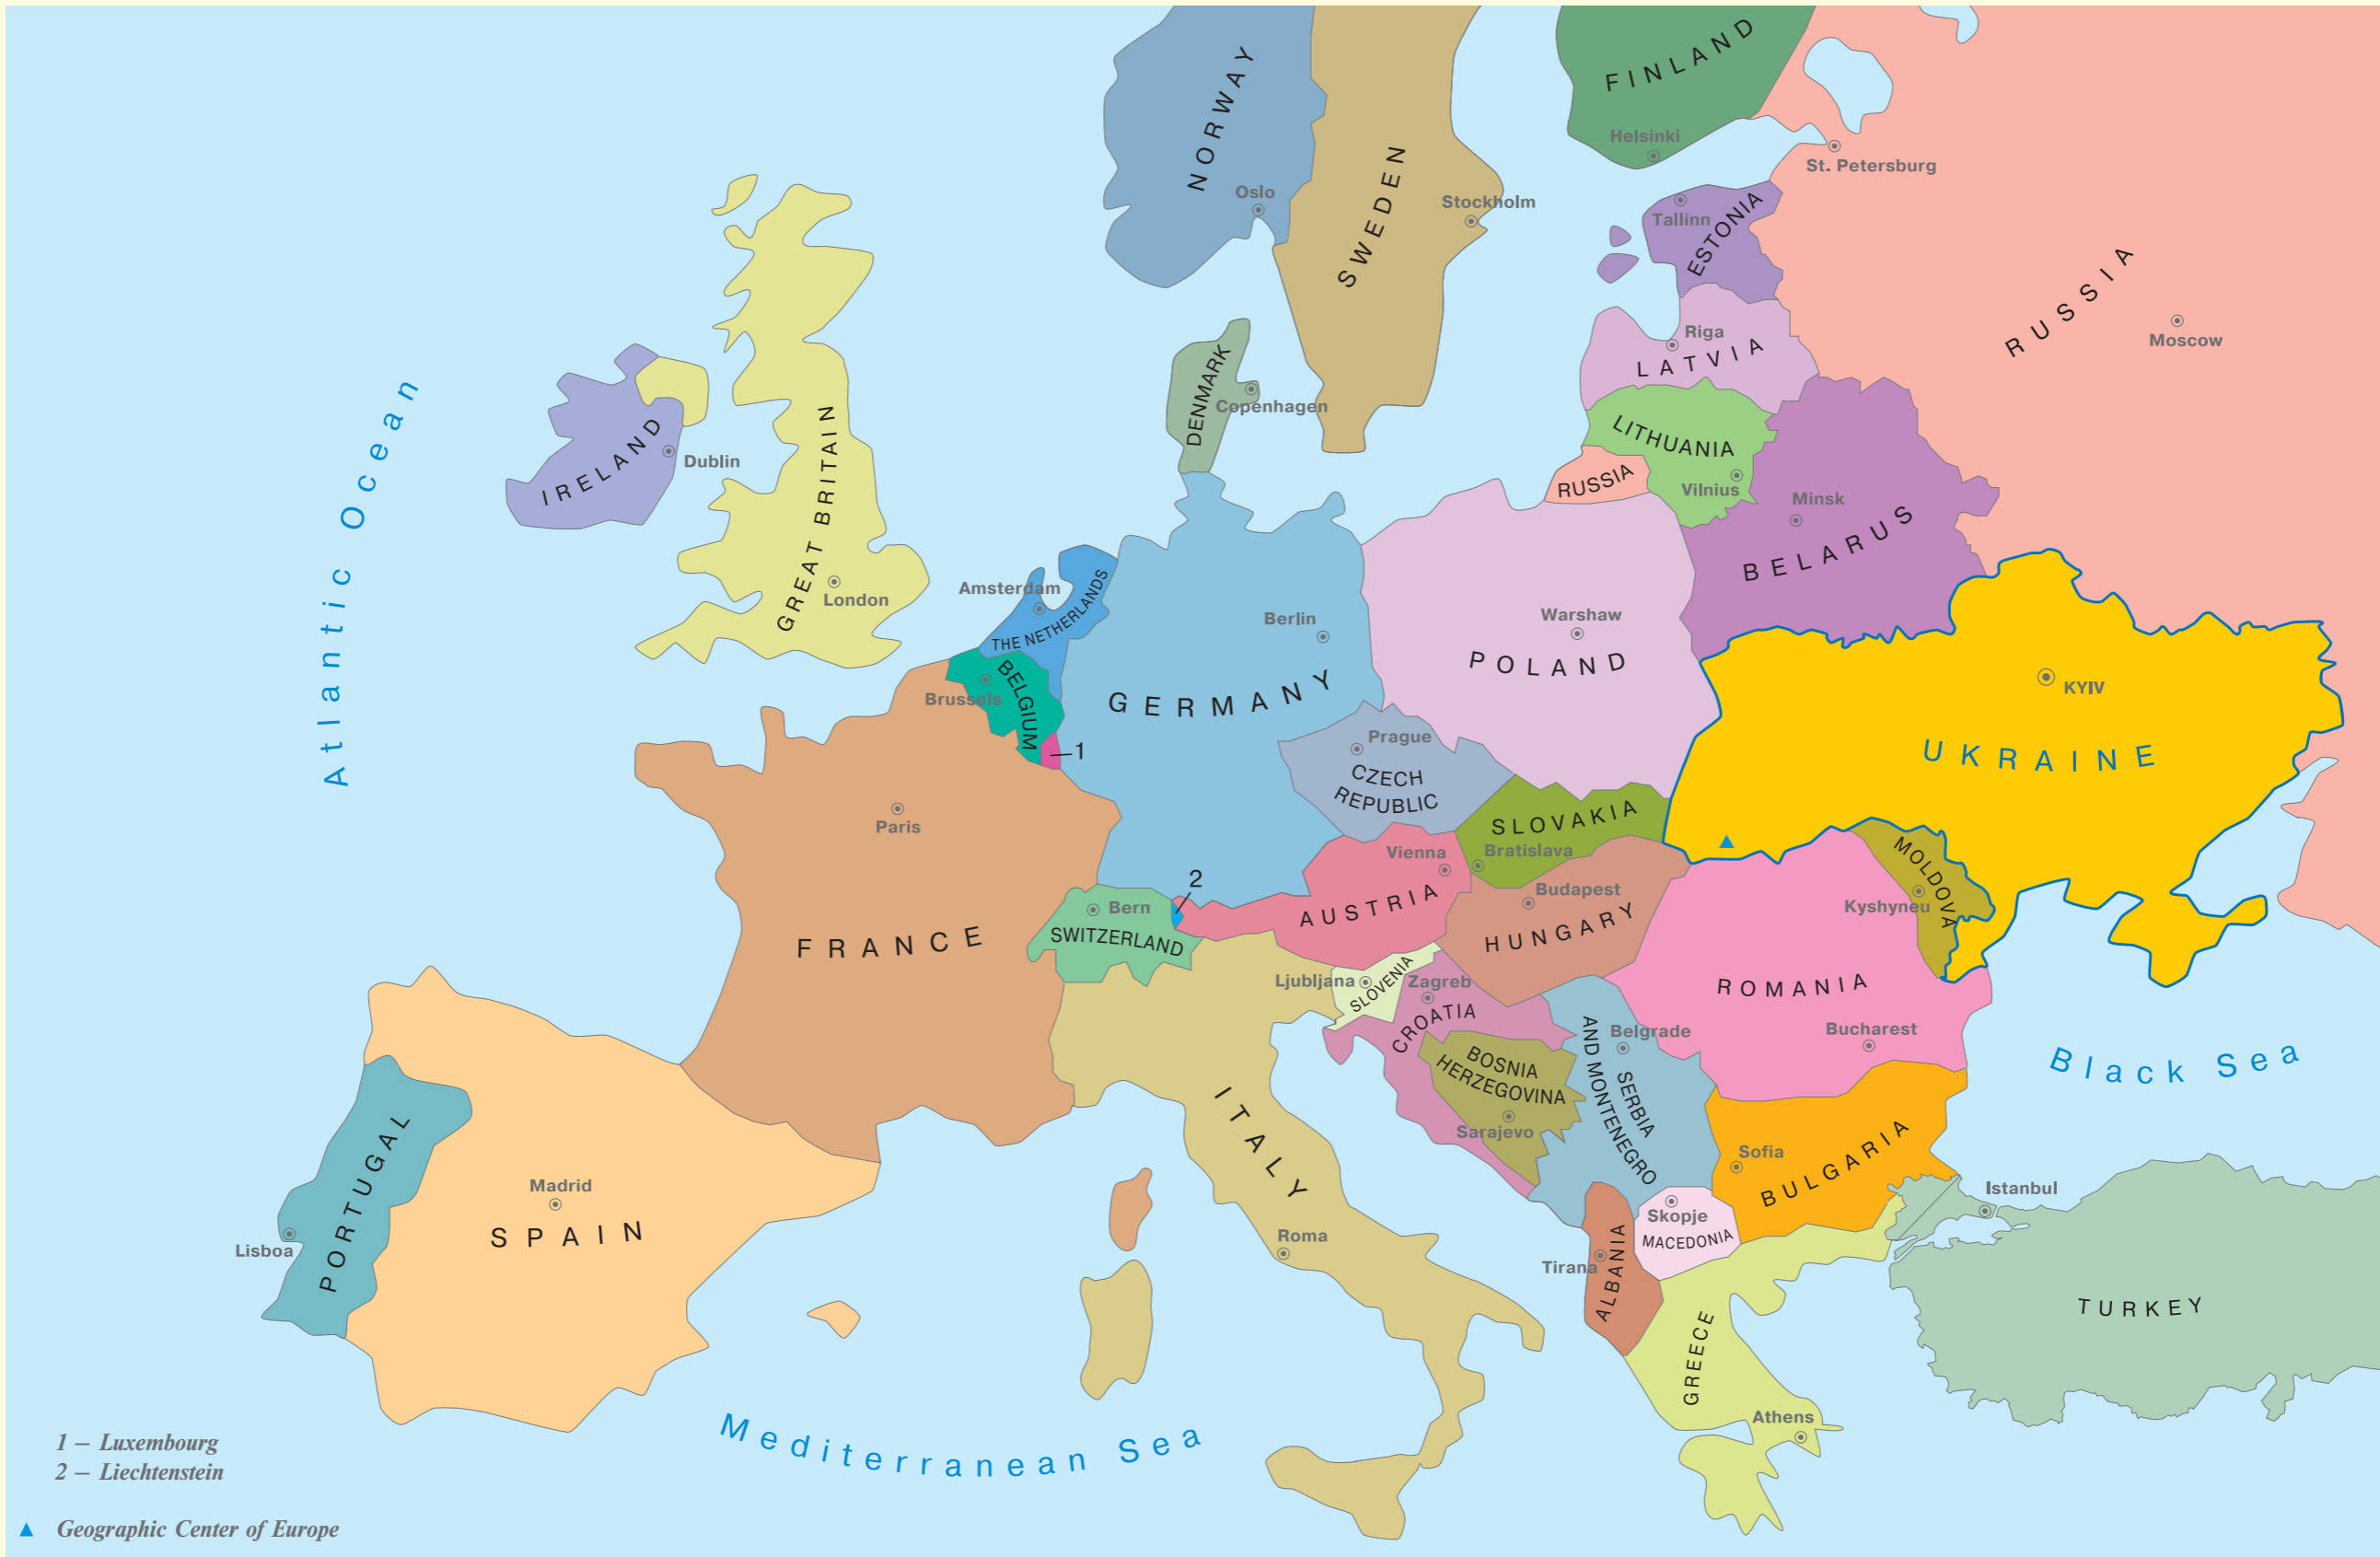 FINLAND
NORWAY
Helsinki
St. Petersburg
Oslo
Stockholm
SWEDEN
Tallinn
ESTONIA
RUSSIA
Moscow
Riga
LATVIA
DENMARK
Copenhagen
LITHUANIA
Vilnius
RUSSIA
Minsk
BELARUS
Atlantic Ocean
IRELAND
Dublin
GREAT BRITAIN
London
Amsterdam
THE NETHERLANDS
Berlin
Warshaw
POLAND
KYIV
UKRAINE
Brussels
BELGIUM
GERMANY
1
Prague
CZECH
REPUBLIC
SLOVAKIA
Bratislava
Paris
Vienna
AUSTRIA
Budapest
HUNGARY
MOLDOVA
Kyshyneu
2
Bern
SWITZERLAND
FRANCE
Ljubljana
SLOVENIA
Zagreb
CROATIA
ROMANIA
Bucharest
Black Sea
BOSNIA
HERZEGOVINA
Sarajevo
Belgrade
SERBIA
AND MONTENEGRO
ITALY
Roma
Sofia
BULGARIA
Skopje
MACEDONIA
Tirana
ALBANIA
Istanbul
TURKEY
GREECE
Athens
PORTUGAL
Lisboa
Madrid
SPAIN
Mediterranean Sea
1 – Luxembourg
2 – Liechtenstein
Geographic Center of Europe